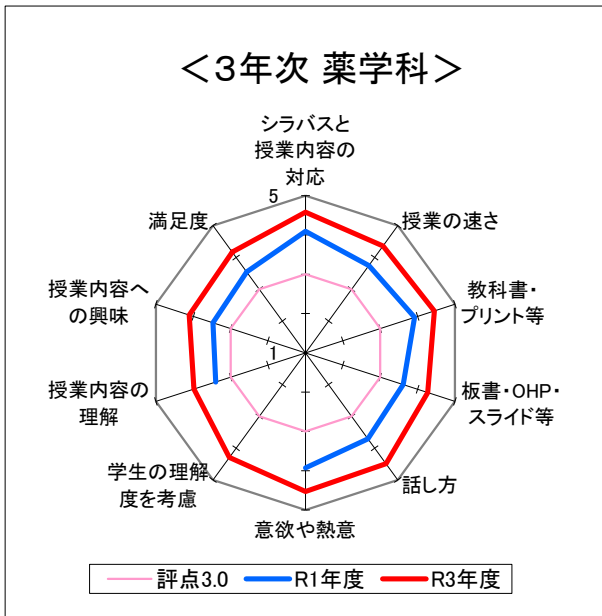 ＜3年次 薬学科＞
シラバスと
授業内容の
対応
5
満足度
授業の速さ
授業内容へ
の興味
教科書・
プリント等
1
授業内容の
理解
板書・OHP・
スライド等
学生の理解
度を考慮
話し方
意欲や熱意
評点3.0
R1年度
R3年度